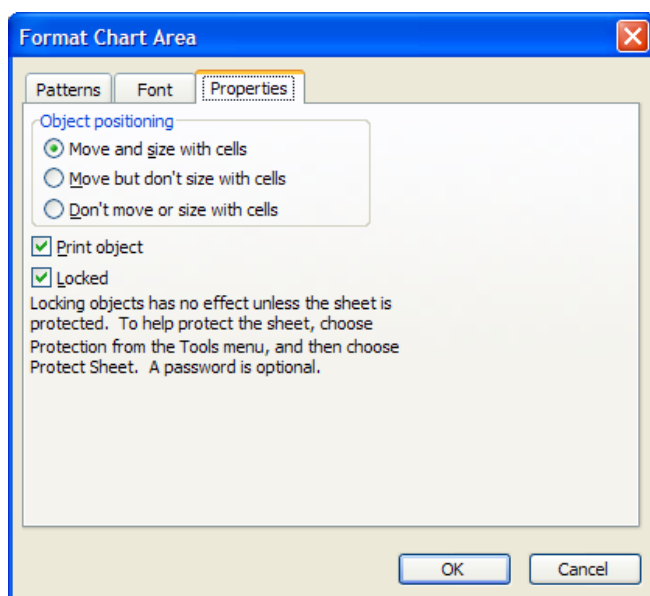 Format Chart Area
Patterns Font Properties
Object positioning
Move and size with cells
Move but don't size with cells
Don't move or size with cells
Print object
Locked
Locking objects has no effect unless the sheet is
protected. To help protect the sheet, choose
Protection from the Tools menu, and then choose
Protect Sheet. A password is optional.
OK Cancel